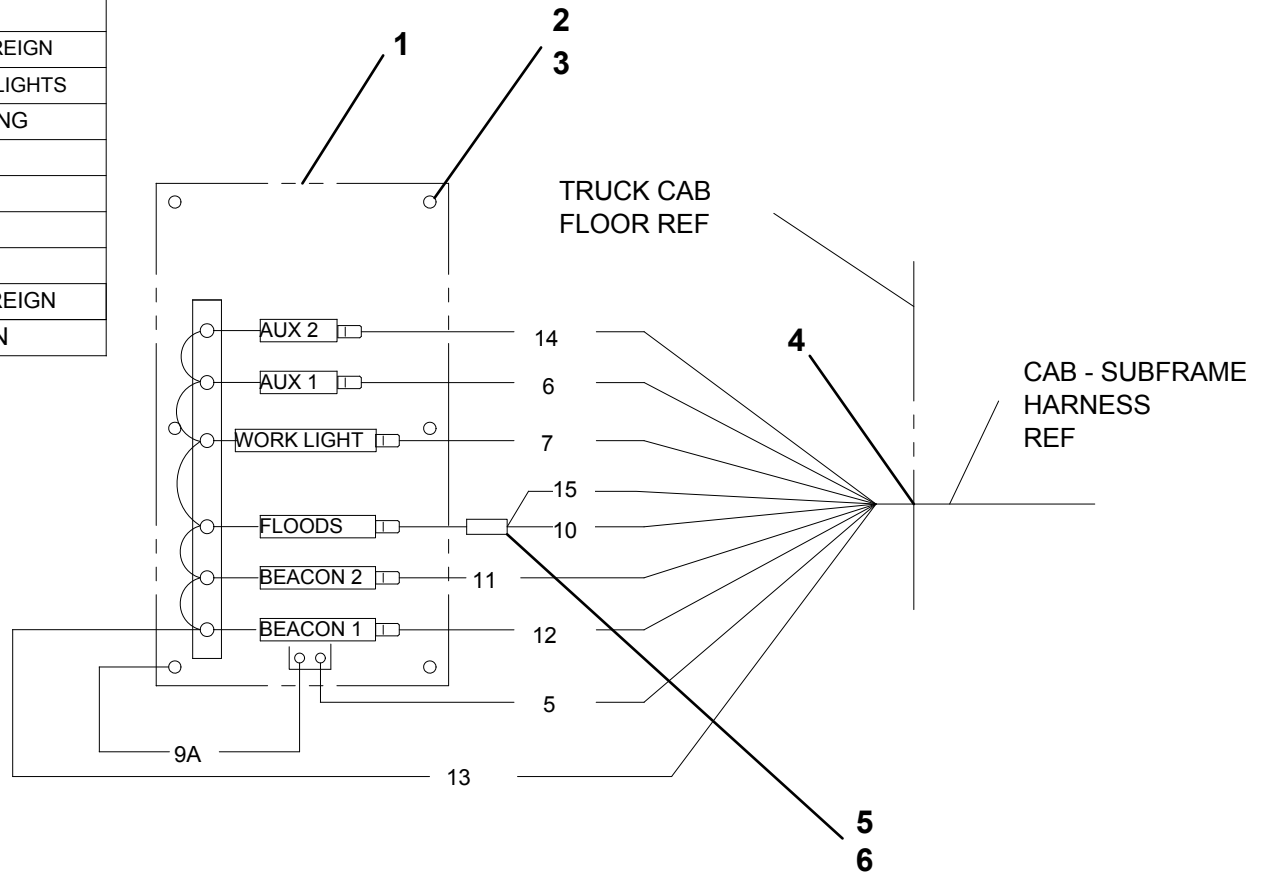 REIGN
LIGHTS
NG
REIGN
N
1
2
3
TRUCK CAB
FLOOR REF
4
CAB - SUBFRAME
HARNESS
REF
AUX 2
14
AUX 1
6
WORK LIGHT
7
15
FLOODS
10
BEACON 2
11
BEACON 1
12
5
9A
13
5
6